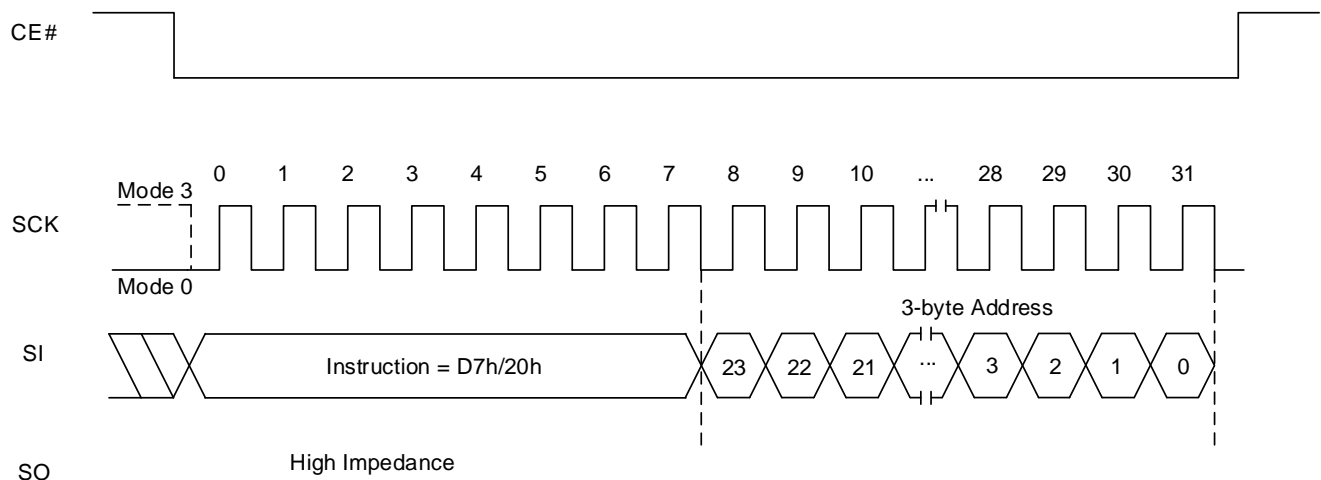 CE#
0 1 2 3 4 5 6 7 8 9 10 ... 28 29 30 31
Mode 3
SCK
Mode 0
3-byte Address
SI
Instruction = D7h/20h
23 22 21 ... 3 2 1 0
High Impedance
SO